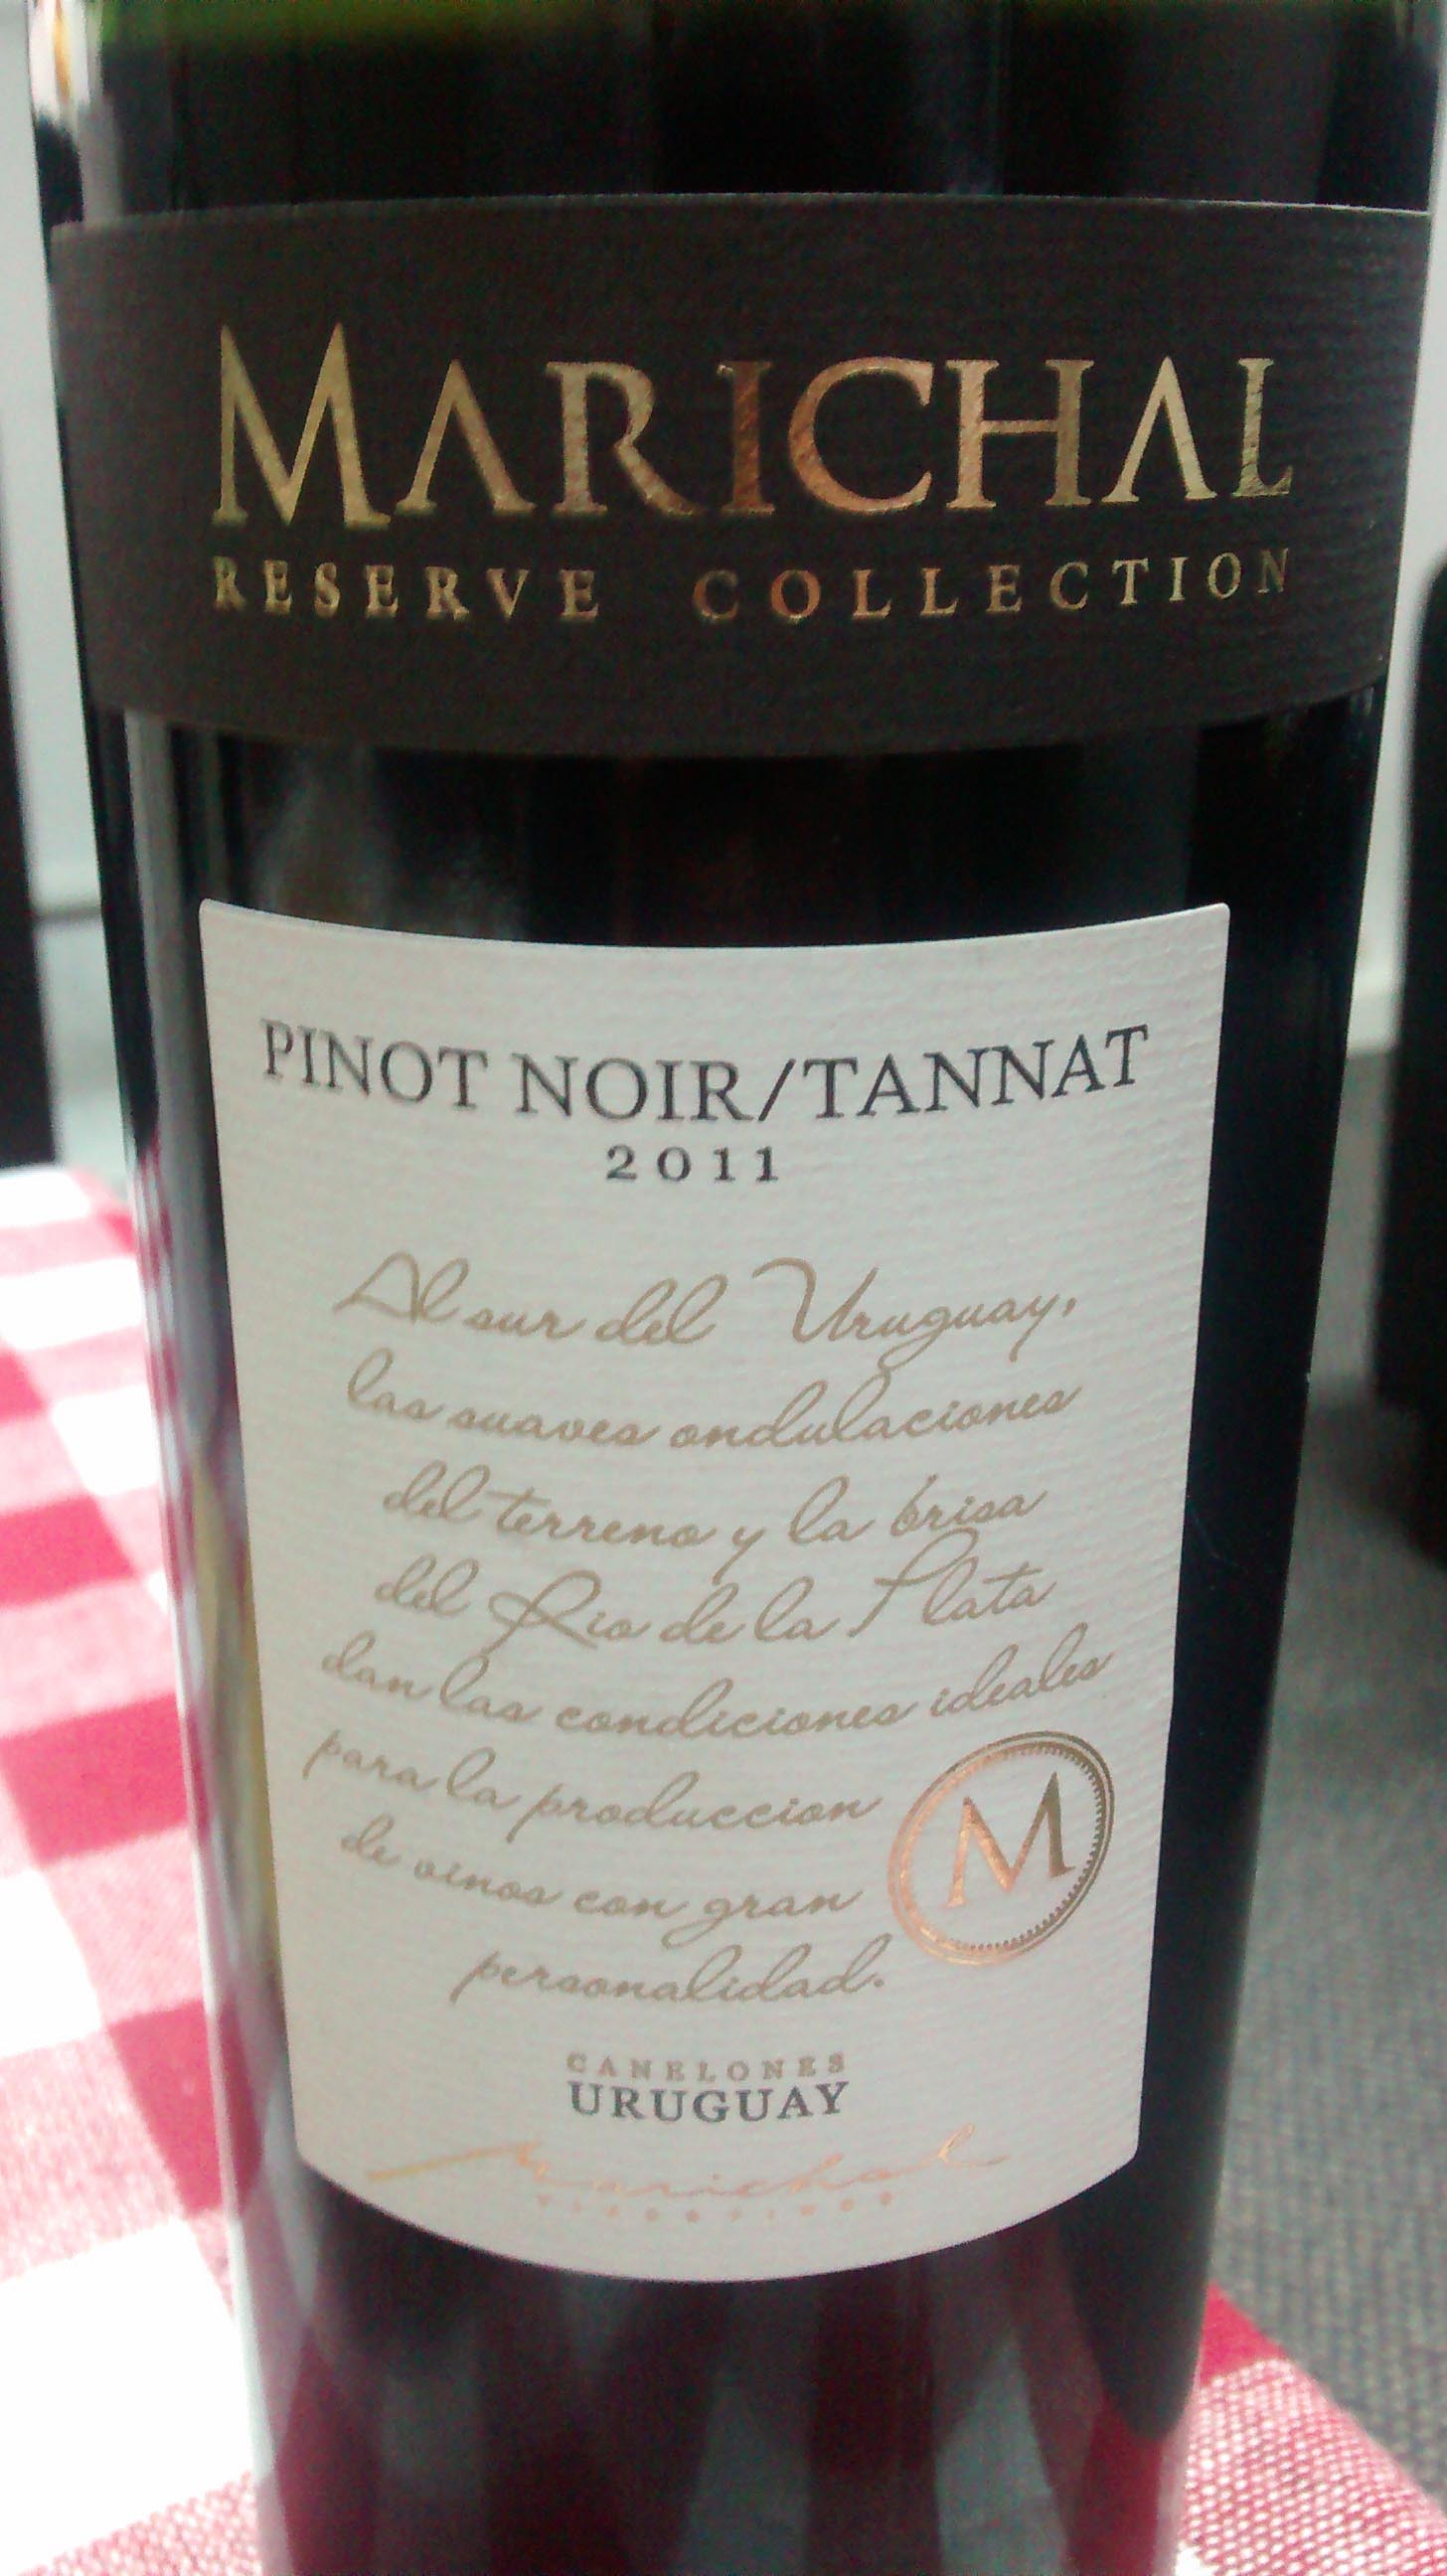 MARICHAL
RESERVE COLLECTION
PINOT NOIR/TANNAT
2011
Al sur del Uruguay,
las suaves ondulaciones
del terreno y la brisa
del Rio de la Plata
dan las condiciones ideales
para la produccion
de vinos con gran
personalidad.
M
CANELONES
URUGUAY
Marichal